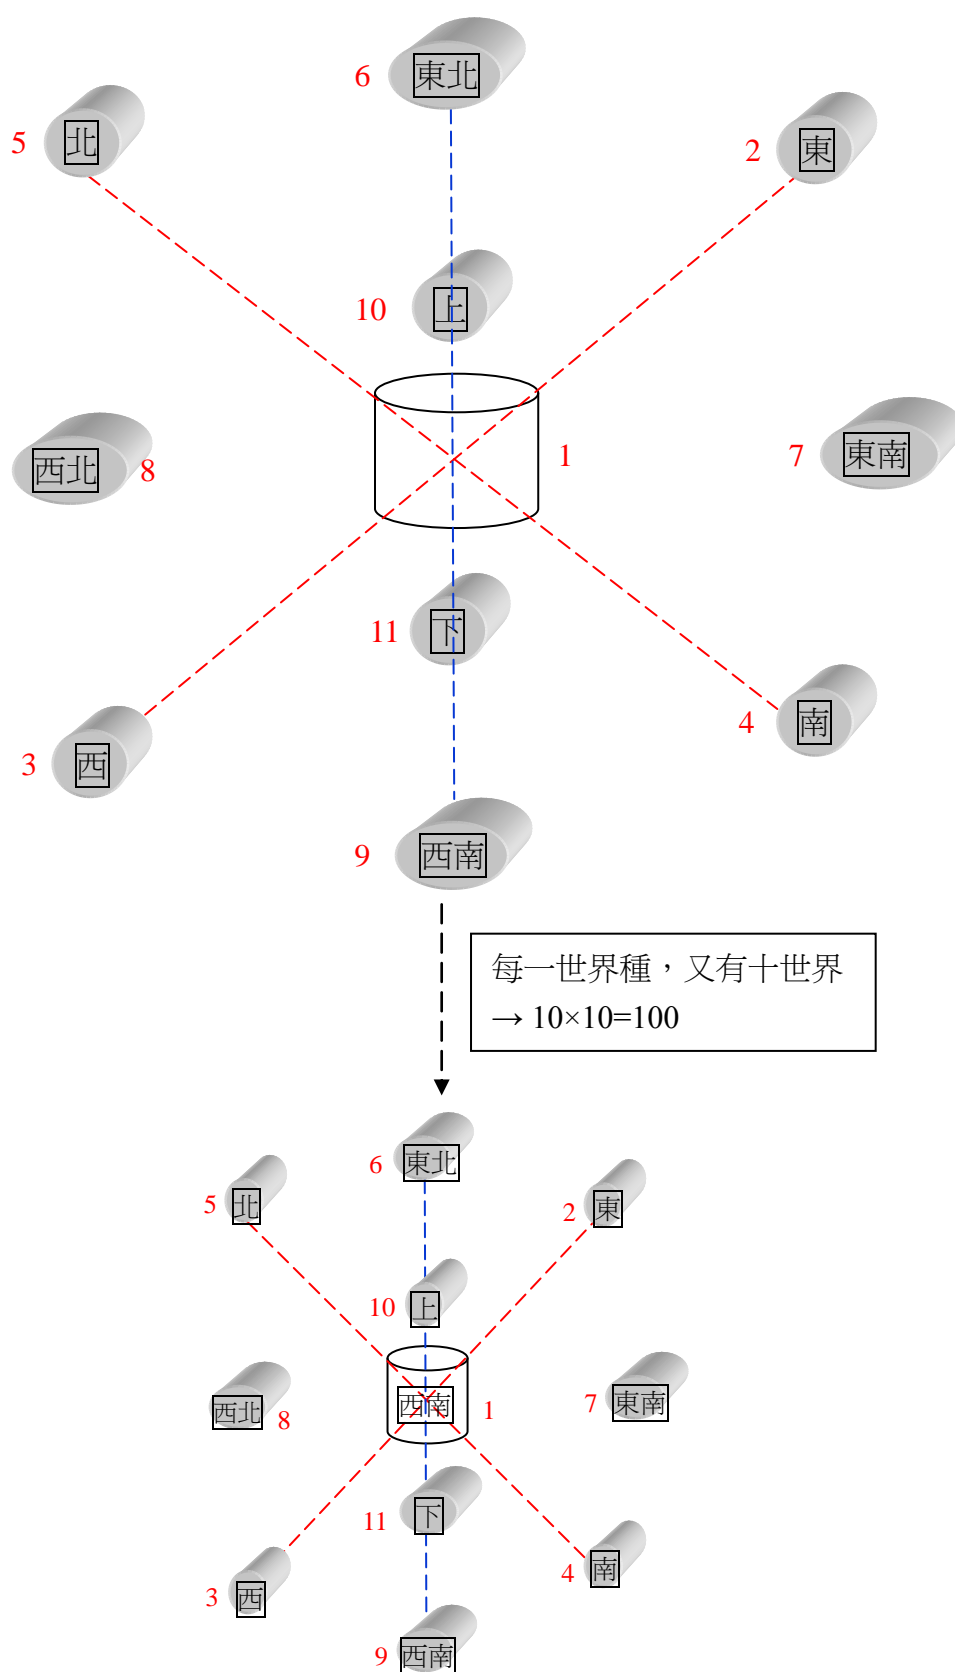 6 東北
5 北
2 東
10 上
西北 8
1
7 東南
11 下
3 西
4 南
9 西南
每一世界種，又有十世界
→ 10×10=100
6 東北
5 北
2 東
10 上
西北 8
西南 1
7 東南
11 下
3 西
4 南
9 西南